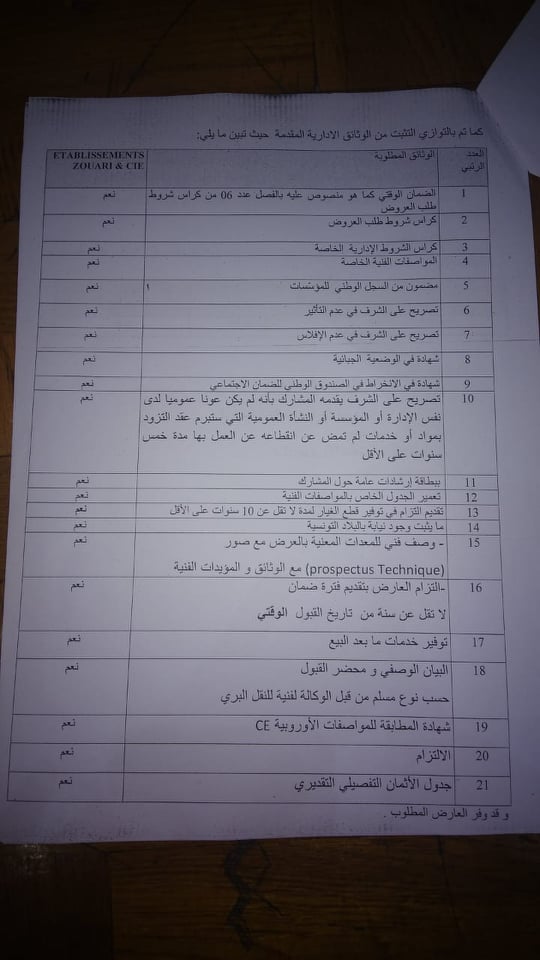 كما تم بالتوازي التثبت من الوثائق الادارية المقدمة حيث تبين ما يلي:
العدد الرتبي
الوثائق المطلوبة
ETABLISSEMENTS ZOUARI & CIE
1
الضمان الوقتي كما هو منصوص عليه بالفصل عدد 06 من كراس شروط
طلب العروض
نعم
2
كراس شروط طلب العروض
نعم
3
كراس الشروط الإدارية الخاصة
نعم
4
المواصفات الفنية الخاصة
نعم
5
مضمون من السجل الوطني للمؤسسات
١
نعم
6
تصريح على الشرف في عدم التأثير
نعم
7
تصريح على الشرف في عدم الإفلاس
نعم
8
شهادة في الوضعية الجبائية
نعم
9
شهادة في الانخراط في الصندوق الوطني للضمان الاجتماعي
نعم
10
تصريح على الشرف يقدمه المشارك بأنه لم يكن عونا عموميا لدى
نفس الإدارة أو المؤسسة أو النشأة العمومية التي ستبرم عقد التزود
بمواد أو خدمات لم تمض عن انقطاعه عن العمل بها مدة خمس
سنوات على الأقل
نعم
11
ببطاقة إرشادات عامة حول المشارك
نعم
12
تعمير الجدول الخاص بالمواصفات الفنية
نعم
13
تقديم التزام في توفير قطع الغيار لمدة لا تقل عن 10 سنوات على الأقل
نعم
14
ما يثبت وجود نيابة بالبلاد التونسية
نعم
15
- وصف فني للمعدات المعنية بالعرض مع صور
(prospectus Technique) مع الوثائق و المؤيدات الفنية
نعم
16
-التزام العارض بتقديم فترة ضمان
لا تقل عن سنة من تاريخ القبول الوقتي
نعم
17
توفير خدمات ما بعد البيع
نعم
18
البيان الوصفي و محضر القبول
حسب نوع مسلم من قبل الوكالة لفنية للنقل البري
نعم
19
شهادة المطابقة للمواصفات الأوروبية CE
نعم
20
الالتزام
نعم
21
جدول الأثمان التفصيلي التقديري
نعم
و قد وفر العارض المطلوب .